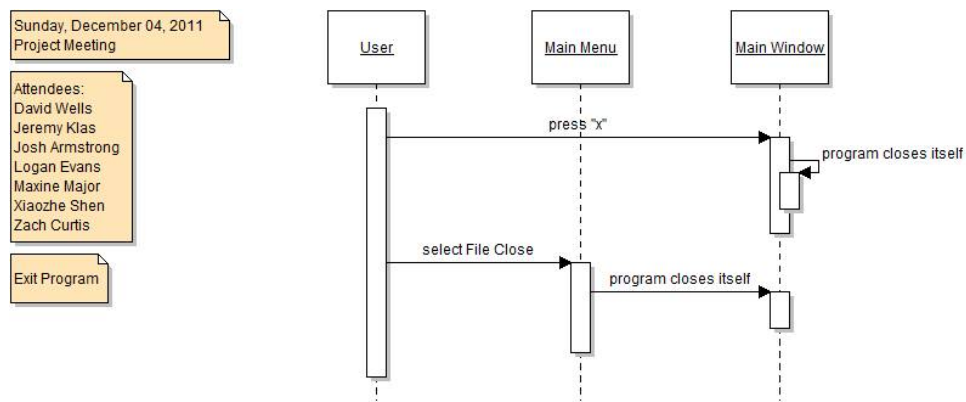 Sunday, December 04, 2011
Project Meeting
Attendees:
David Wells
Jeremy Klas
Josh Armstrong
Logan Evans
Maxine Major
Xiaozhe Shen
Zach Curtis
Exit Program
User
Main Menu
Main Window
press "x"
program closes itself
select File Close
program closes itself